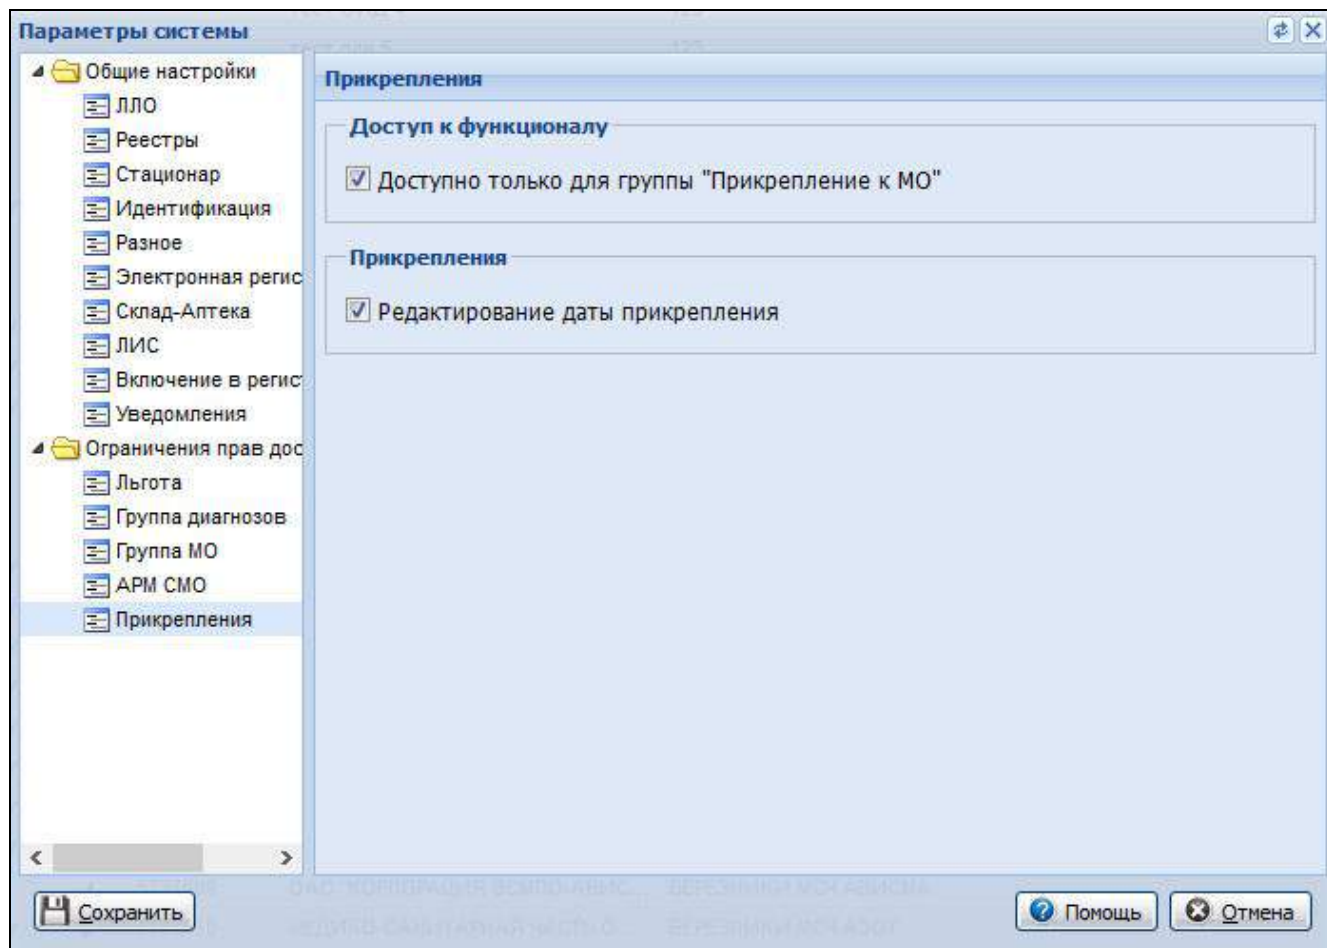 Параметры системы
Общие настройки
ЛЛО
Реестры
Стационар
Идентификация
Разное
Электронная регис
Склад-Аптека
ЛИС
Включение в регис
Уведомления
Ограничения прав дос
Льгота
Группа диагнозов
Группа МО
АРМ СМО
Прикрепления
Прикрепления
Доступ к функционалу
Доступно только для группы "Прикрепление к МО"
Прикрепления
Редактирование даты прикрепления
Сохранить
Помощь
Отмена